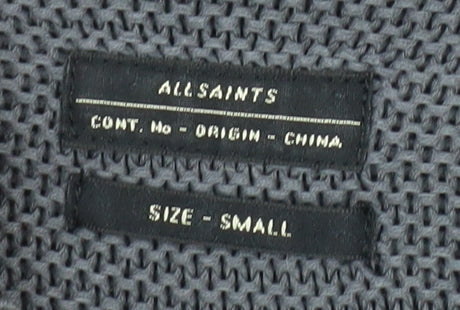 ALLSAINTS
CONT. No - ORIGIN - CHINA
SIZE - SMALL